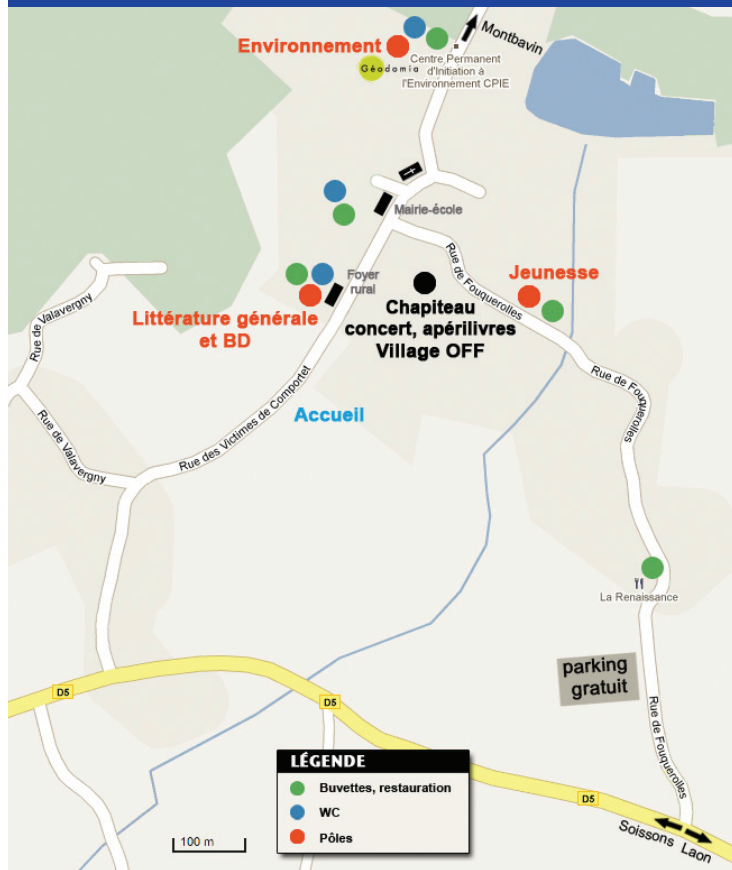 Montbavin
Environnement
Géodomia
Centre Permanent
d'Initiation à
l'Environnement CPIE
Mairie-école
Rue de Fouquerolles
Jeunesse
Foyer
rural
Chapiteau
concert, apérilivres
Village OFF
Littérature générale
et BD
Rue de Valavergny
Rue de Fouquerolles
Accueil
Rue des Victimes de Comportet
Rue de Valavergny
La Renaissance
parking
gratuit
D5
D5
Rue de Fouquerolles
LÉGENDE
Buvettes, restauration
WC
Pôles
D5
100 m
Soissons Laon